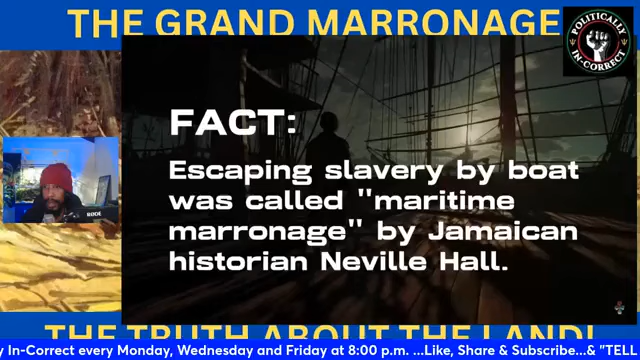 THE GRAND MARRONAGE
POLITICALLY
IN-CORRECT
FACT:
Escaping slavery by boat
was called "maritime
marronage" by Jamaican
historian Neville Hall.
RODE
THE TRUTH ABOUT THE LAND!
y In-Correct every Monday, Wednesday and Friday at 8:00 p.m. ...Like, Share & Subscribe...& "TELL